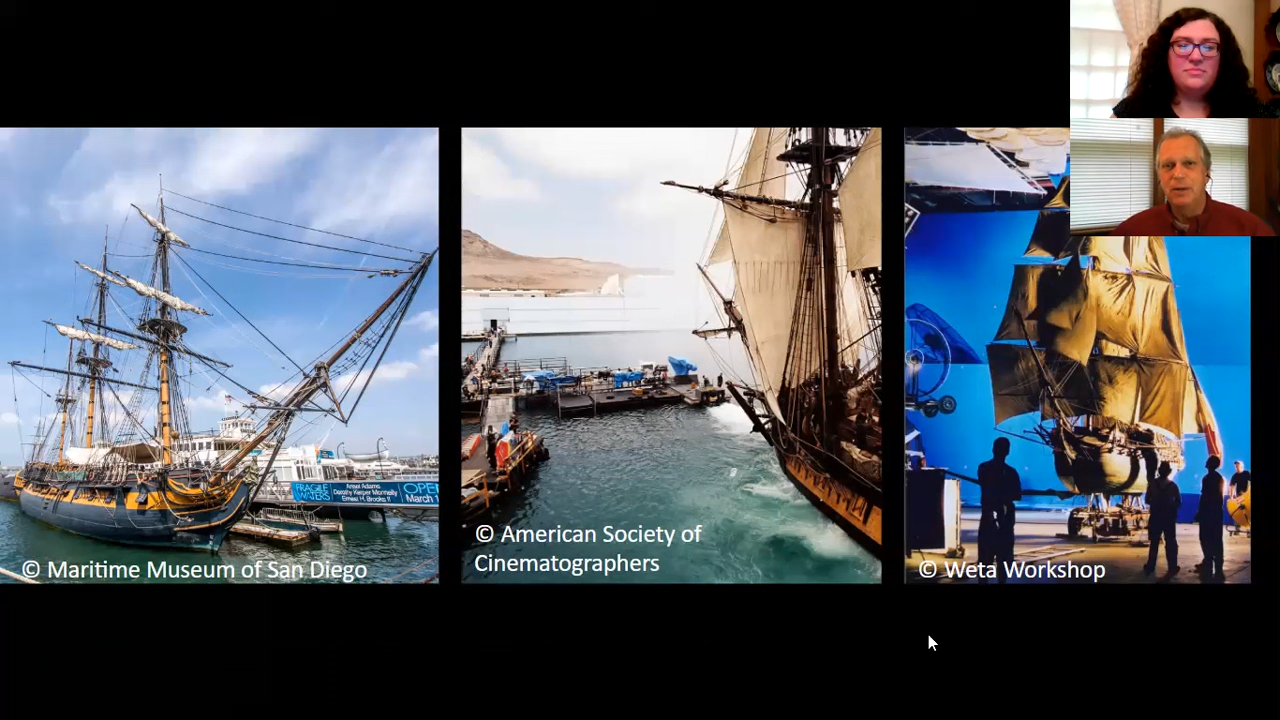 FRAGILE
WATERS
Ansel Adams
Dorothy Kerper Monnelly
Ernest H. Brooks II
OPE
March 1
© Maritime Museum of San Diego
© American Society of
Cinematographers
© Weta Workshop